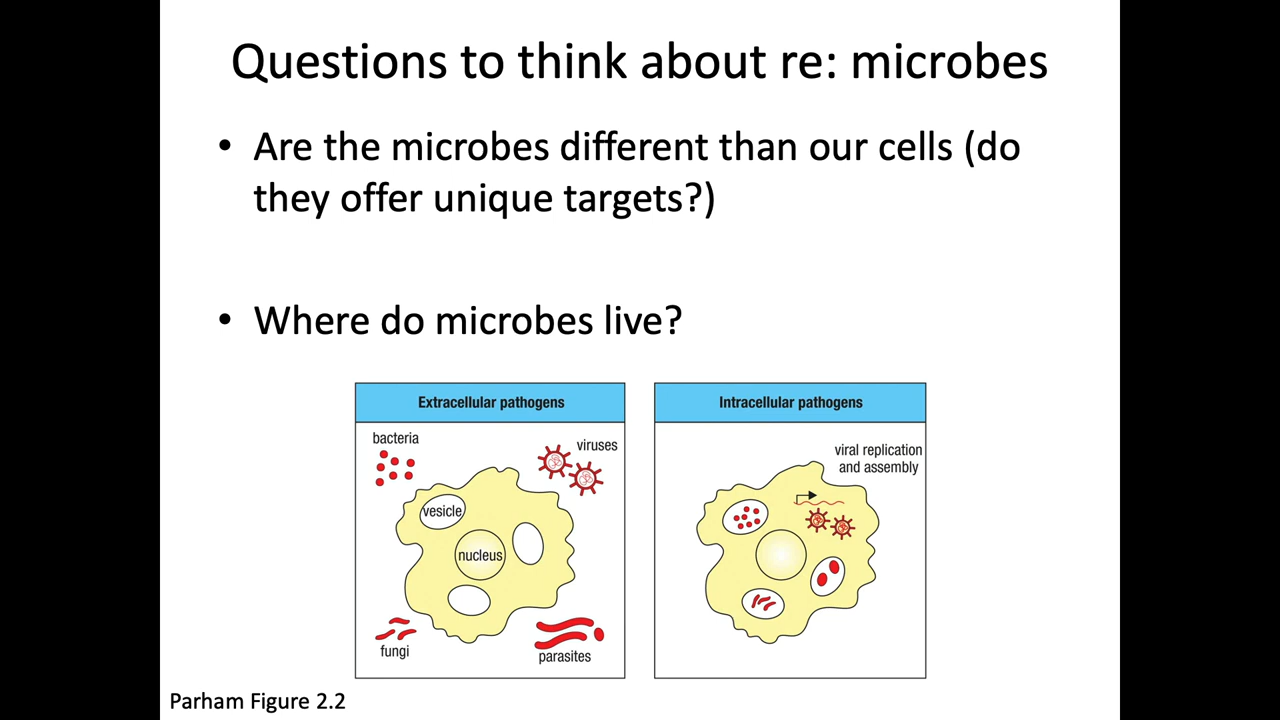 Questions to think about re: microbes
• Are the microbes different than our cells (do
they offer unique targets?)
• Where do microbes live?
Extracellular pathogens
bacteria
viruses
vesicle
nucleus
fungi
parasites
Intracellular pathogens
viral replication
and assembly
Parham Figure 2.2